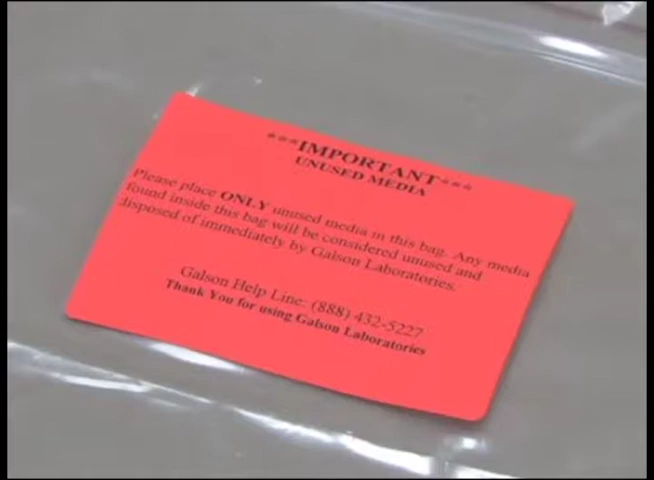 ***IMPORTANT***
UNUSED MEDIA
Please place ONLY unused media in this bag. Any media
found inside this bag will be considered unused and
disposed of immediately by Galson Laboratories.
Galson Help Line: (888) 432-5227
Thank You for using Galson Laboratories